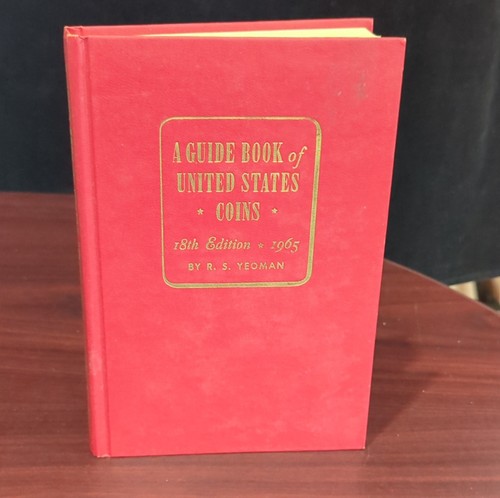 A GUIDE BOOK of
UNITED STATES
* COINS *
18th Edition * 1965
BY R. S. YEOMAN